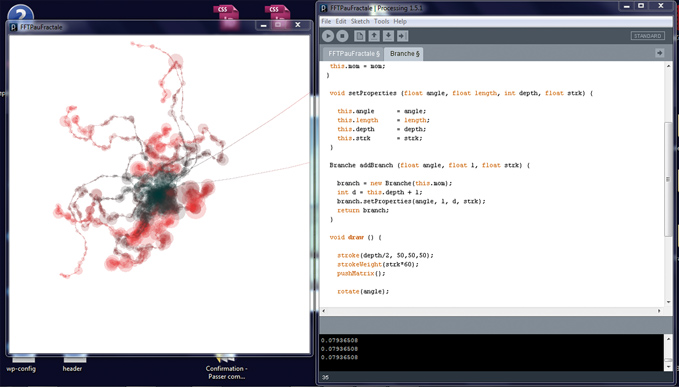 FFTPauFractale
CSS
CSS
FFTPauFractale | Processing 1.5.1
File Edit Sketch Tools Help
STANDARD
FFTPauFractale § Branche §
this.mom = mom;
}
void setProperties (float angle, float length, int depth, float strk) {
this.angle = angle;
this.length = length;
this.depth = depth;
this.strk = strk;
}
Branche addBranch (float angle, float l, float strk) {
branch = new Branche(this.mom);
int d = this.depth + 1;
branch.setProperties(angle, l, d, strk);
return branch;
}
void draw () {
stroke(depth/2, 50,50,50);
strokeWeight(strk*60);
pushMatrix();
rotate(angle);
0.07936508
0.07936508
0.07936508
35
wp-config
header
Confirmation -
Passer com...